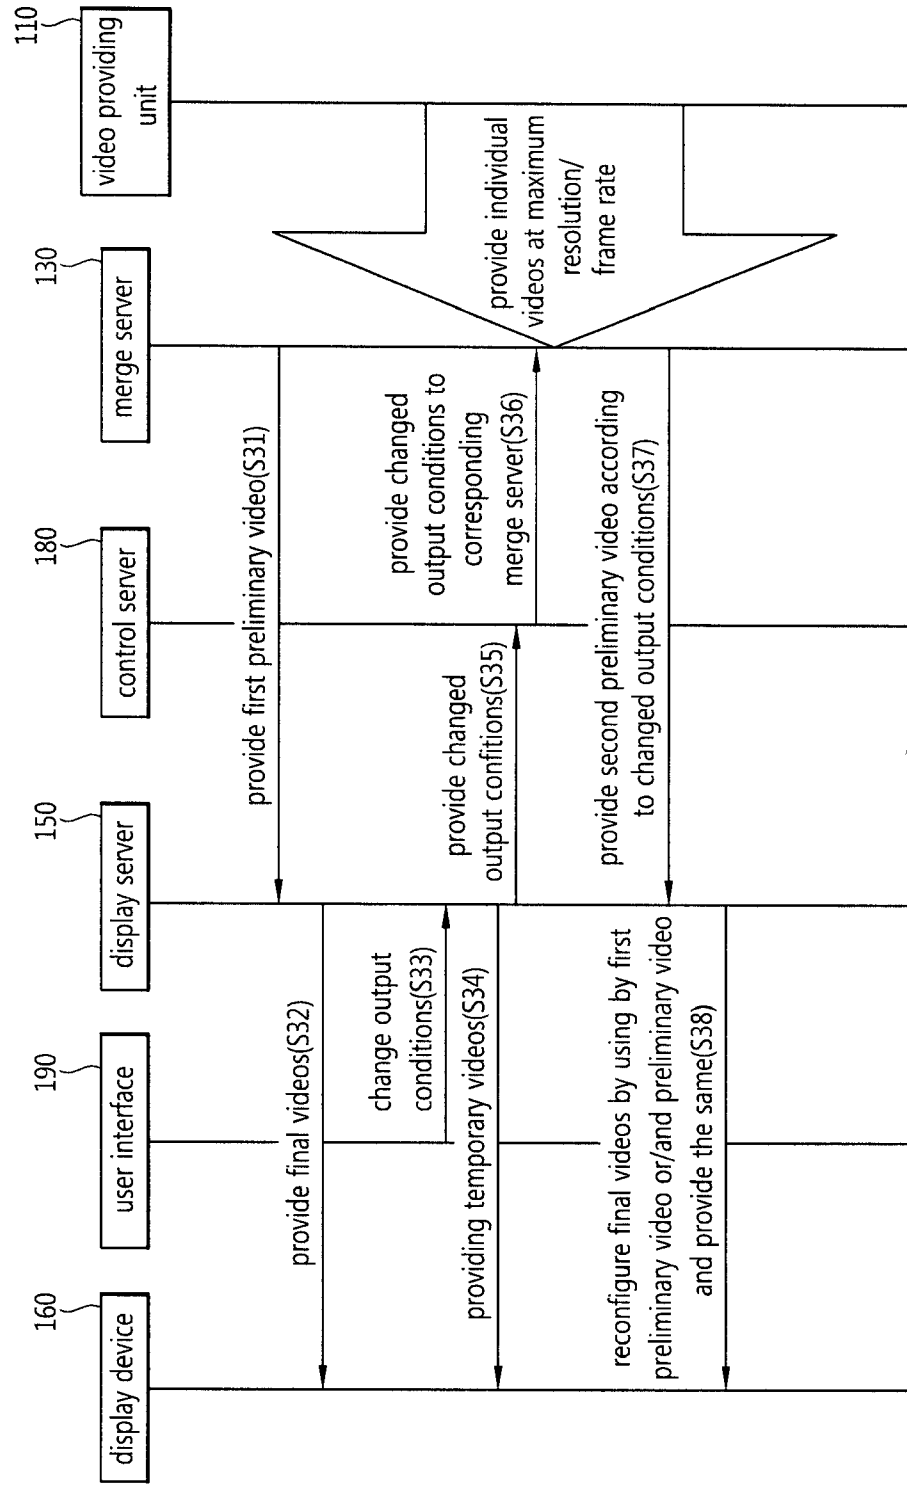 160
display device
190
user interface
150
display server
180
control server
130
merge server
110
video providing
unit
provide first preliminary video(S31)
provide final videos(S32)
change output
conditions(S33)
providing temporary videos(S34)
provide changed
output confitions(S35)
provide changed
output conditions to
corresponding
merge server(S36)
provide individual
videos at maximum
resolution/
frame rate
provide second preliminary video according
to changed output conditions(S37)
reconfigure final videos by using by first
preliminary video or/and preliminary video
and provide the same(S38)